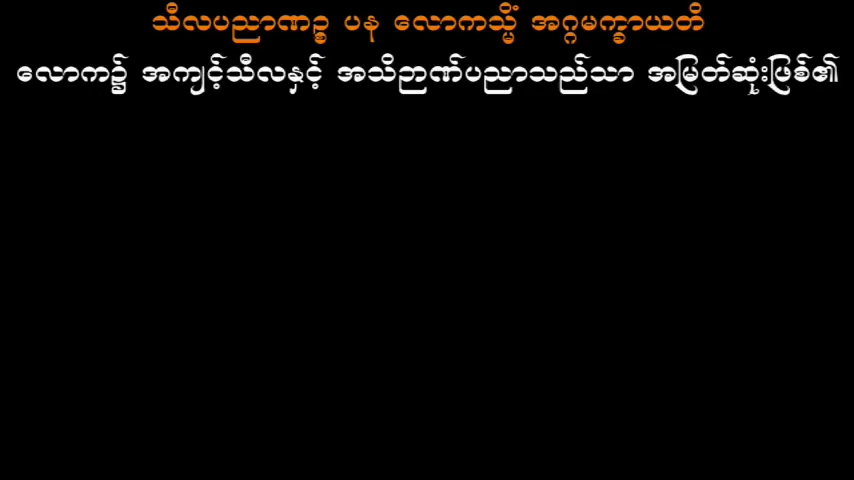 သီလပညာဏဉ္စ ပန လောကသ္မိံ အဂ္ဂမက္ခာယတိ
လောက၌ အကျင့်သီလနှင့် အသိဉာဏ်ပညာသည်သာ အမြတ်ဆုံးဖြစ်၏